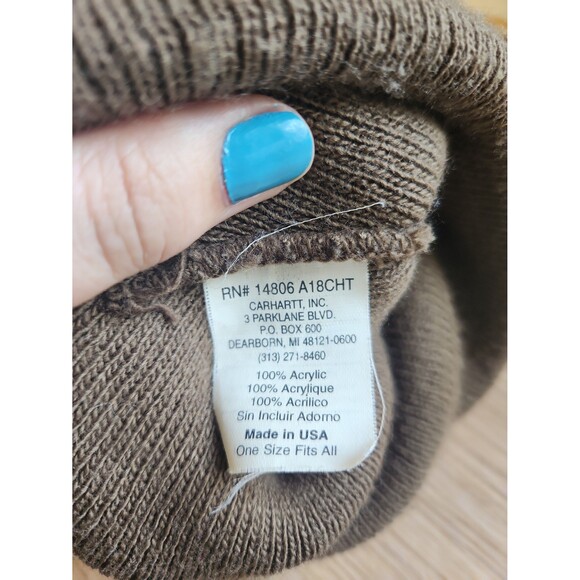 RN# 14806 A18CHT
CARHARTT, INC.
3 PARKLANE BLVD.
P.O. BOX 600
DEARBORN, MI 48121-0600
(313) 271-8460
100% Acrylic
100% Acrylique
100% Acrilico
Sin Incluir Adorno
Made in USA
One Size Fits All